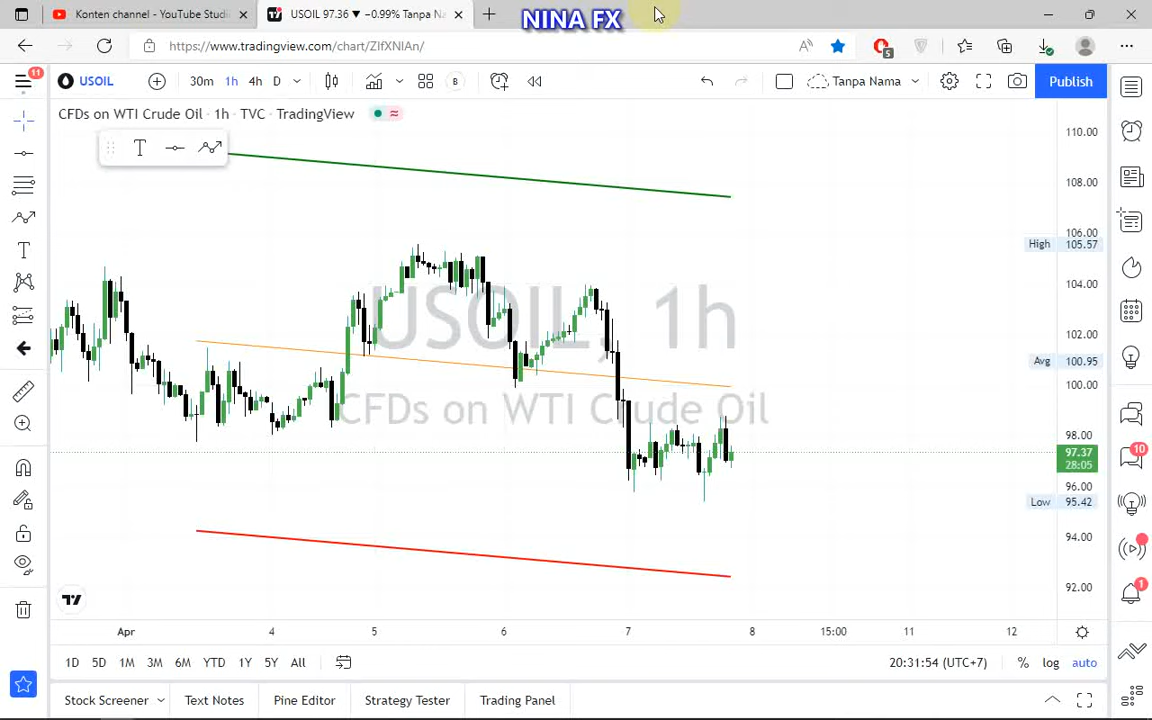 Konten channel - YouTube Studi
USOIL 97.36 ▼ −0.99% Tanpa Na
NINA FX
https://www.tradingview.com/chart/ZIfXNIAn/
5
11
USOIL
30m 1h 4h D
B
Tanpa Nama
Publish
CFDs on WTI Crude Oil · 1h · TVC · TradingView
T
USOIL, 1h
CFDs on WTI Crude Oil
110.00
108.00
106.00
High 105.57
104.00
102.00
Avg 100.95
100.00
98.00
97.37
28:05
96.00
Low 95.42
94.00
92.00
10
1
Apr 4 5 6 7 8 15:00 11 12
1D 5D 1M 3M 6M YTD 1Y 5Y All
20:31:54 (UTC+7) % log auto
Stock Screener Text Notes Pine Editor Strategy Tester Trading Panel